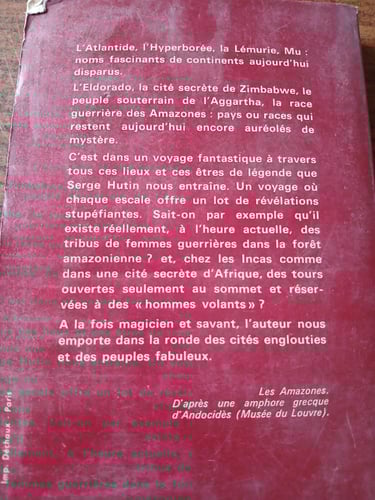 L'Atlantide, l'Hyperborée, la Lémurie, Mu :
noms fascinants de continents aujourd'hui
disparus.
L'Eldorado, la cité secrète de Zimbabwe, le
peuple souterrain de l'Aggartha, la race
guerrière des Amazones : pays ou races qui
restent aujourd'hui encore auréolés de
mystère.
C'est dans un voyage fantastique à travers
tous ces lieux et ces êtres de légende que
Serge Hutin nous entraîne. Un voyage où
chaque escale offre un lot de révélations
stupéfiantes. Sait-on par exemple qu'il
existe réellement, à l'heure actuelle, des
tribus de femmes guerrières dans la forêt
amazonienne ? et, chez les Incas comme
dans une cité secrète d'Afrique, des tours
ouvertes seulement au sommet et réser-
vées à des « hommes volants » ?
A la fois magicien et savant, l'auteur nous
emporte dans la ronde des cités englouties
et des peuples fabuleux.
Les Amazones.
D'après une amphore grecque
d'Andocidès (Musée du Louvre).
Imp. Déshaux - Paris